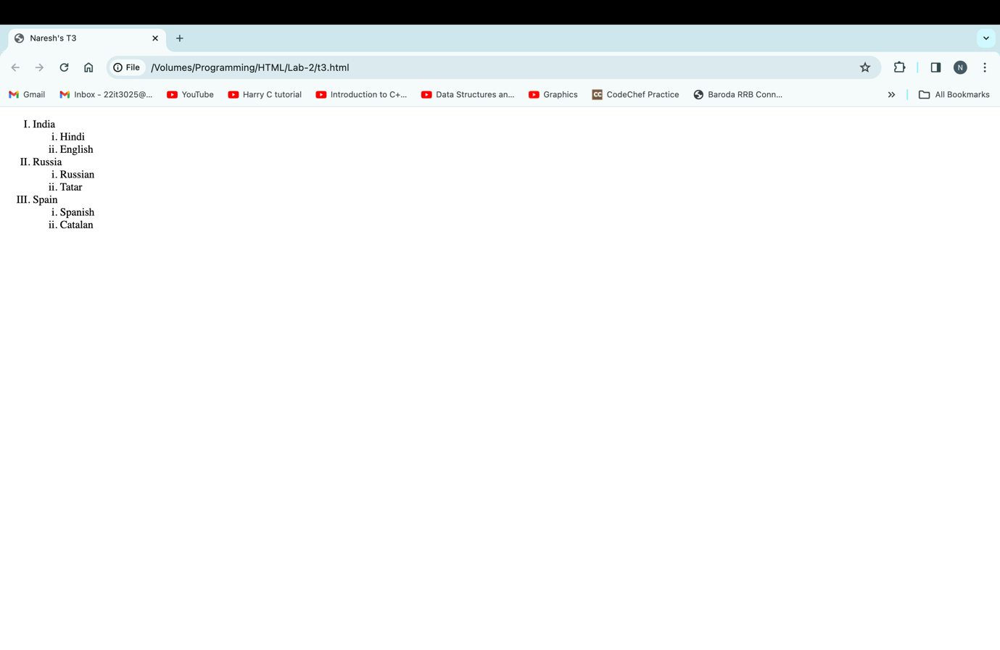 Naresh's T3
File /Volumes/Programming/HTML/Lab-2/t3.html N
Gmail Inbox - 22it3025@... YouTube Harry C tutorial Introduction to C+... Data Structures an... Graphics CC CodeChef Practice Baroda RRB Conn... All Bookmarks
I. India
i. Hindi
ii. English
II. Russia
i. Russian
ii. Tatar
III. Spain
i. Spanish
ii. Catalan